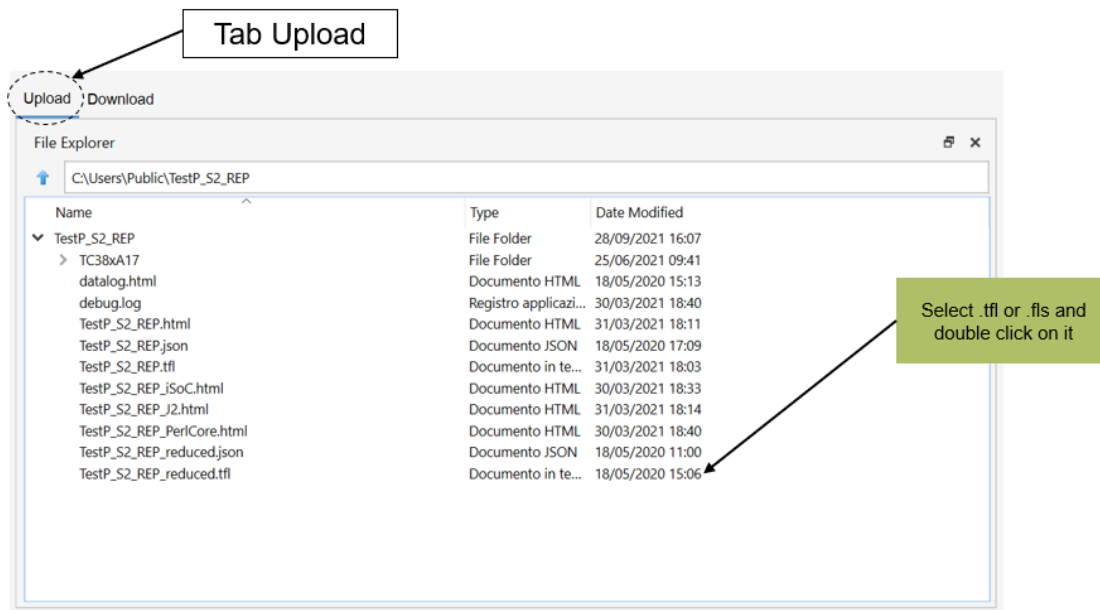 Tab Upload
Upload Download
File Explorer
C:\Users\Public\TestP_S2_REP
Name Type Date Modified
TestP_S2_REP File Folder 28/09/2021 16:07
TC38xA17 File Folder 25/06/2021 09:41
datalog.html Documento HTML 18/05/2020 15:13
debug.log Registro applicazi... 30/03/2021 18:40
TestP_S2_REP.html Documento HTML 31/03/2021 18:11
TestP_S2_REP.json Documento JSON 18/05/2020 17:09
TestP_S2_REP.tfl Documento in te... 31/03/2021 18:03
TestP_S2_REP_iSoC.html Documento HTML 30/03/2021 18:33
TestP_S2_REP_J2.html Documento HTML 31/03/2021 18:14
TestP_S2_REP_PerlCore.html Documento HTML 30/03/2021 18:40
TestP_S2_REP_reduced.json Documento JSON 18/05/2020 11:00
TestP_S2_REP_reduced.tfl Documento in te... 18/05/2020 15:06
Select .tfl or .fls and
double click on it